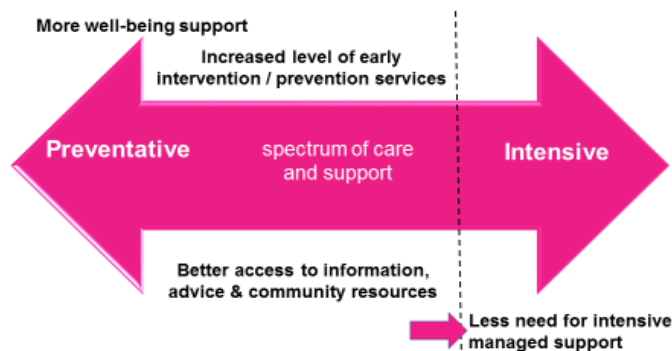 More well-being support
Increased level of early
intervention / prevention services
Preventative
spectrum of care
and support
Intensive
Better access to information,
advice & community resources
Less need for intensive
managed support